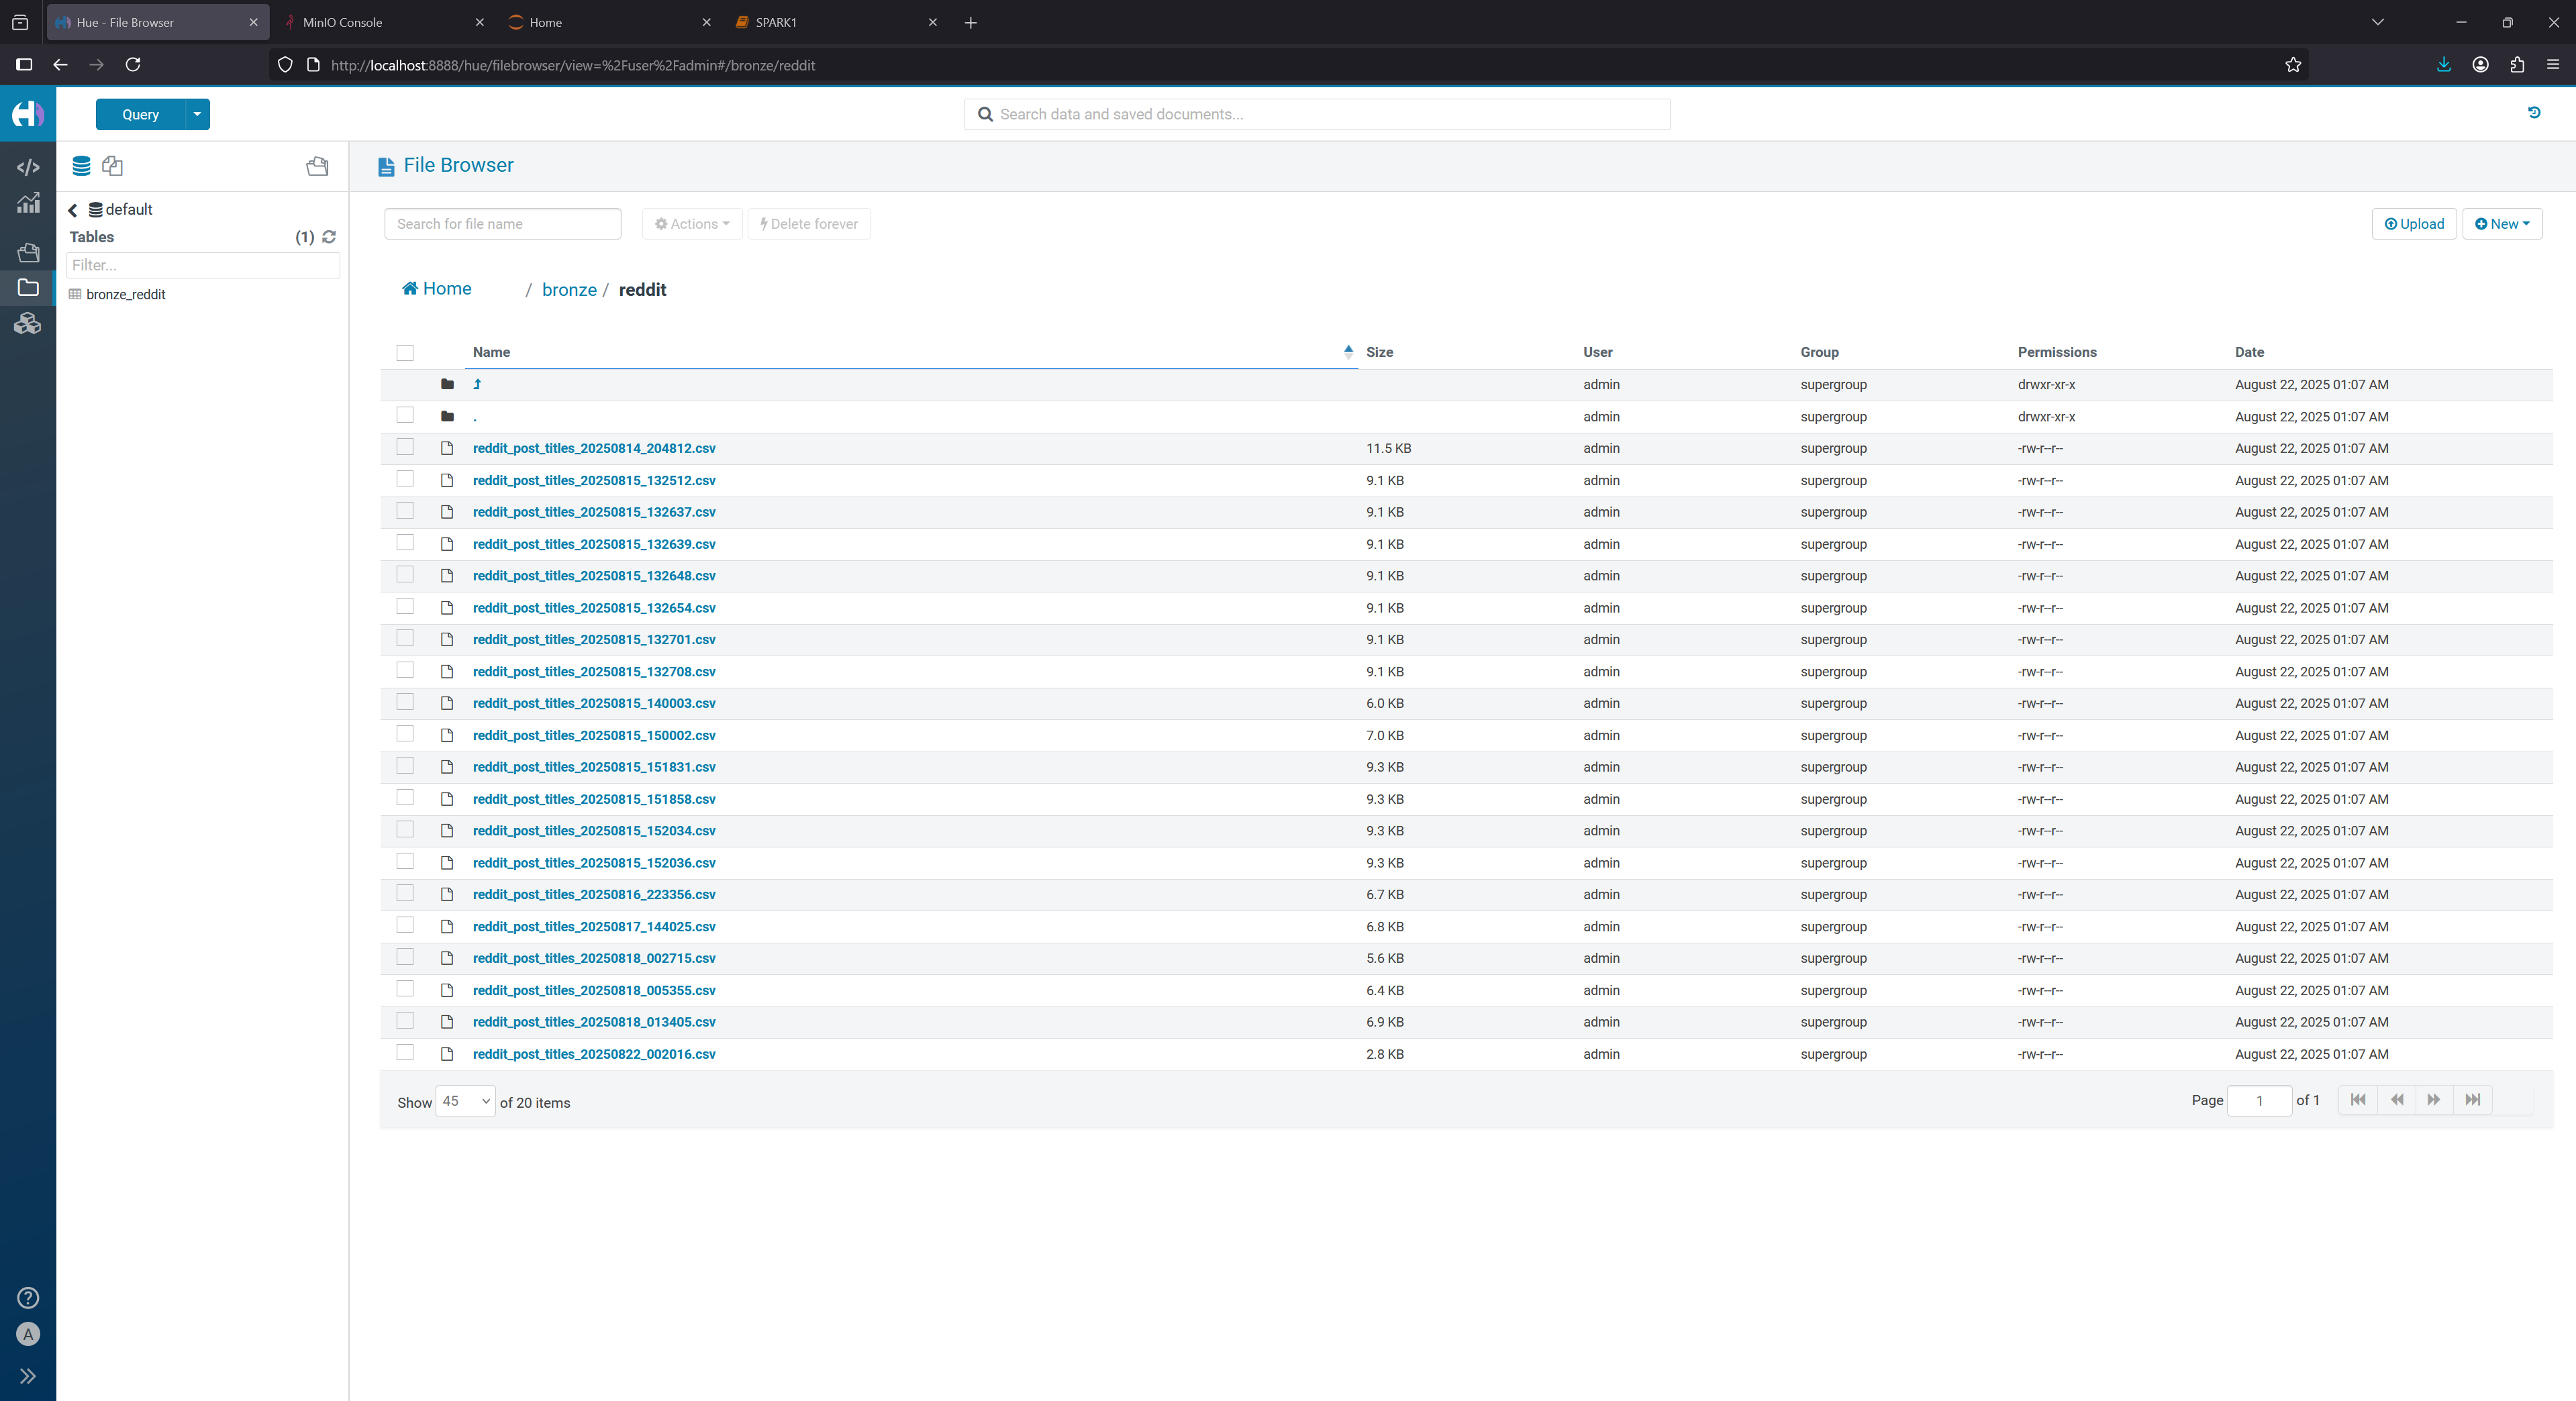 Hue - File Browser
MinIO Console
Home
SPARK1
http://localhost:8888/hue/filebrowser/view=%2Fuser%2Fadmin#/bronze/reddit
Query
Search data and saved documents...
default
Tables (1)
Filter...
bronze_reddit
File Browser
Search for file name Actions Delete forever Upload New
Home / bronze / reddit
Name Size User Group Permissions Date
admin supergroup drwxr-xr-x August 22, 2025 01:07 AM
. admin supergroup drwxr-xr-x August 22, 2025 01:07 AM
reddit_post_titles_20250814_204812.csv 11.5 KB admin supergroup -rw-r--r-- August 22, 2025 01:07 AM
reddit_post_titles_20250815_132512.csv 9.1 KB admin supergroup -rw-r--r-- August 22, 2025 01:07 AM
reddit_post_titles_20250815_132637.csv 9.1 KB admin supergroup -rw-r--r-- August 22, 2025 01:07 AM
reddit_post_titles_20250815_132639.csv 9.1 KB admin supergroup -rw-r--r-- August 22, 2025 01:07 AM
reddit_post_titles_20250815_132648.csv 9.1 KB admin supergroup -rw-r--r-- August 22, 2025 01:07 AM
reddit_post_titles_20250815_132654.csv 9.1 KB admin supergroup -rw-r--r-- August 22, 2025 01:07 AM
reddit_post_titles_20250815_132701.csv 9.1 KB admin supergroup -rw-r--r-- August 22, 2025 01:07 AM
reddit_post_titles_20250815_132708.csv 9.1 KB admin supergroup -rw-r--r-- August 22, 2025 01:07 AM
reddit_post_titles_20250815_140003.csv 6.0 KB admin supergroup -rw-r--r-- August 22, 2025 01:07 AM
reddit_post_titles_20250815_150002.csv 7.0 KB admin supergroup -rw-r--r-- August 22, 2025 01:07 AM
reddit_post_titles_20250815_151831.csv 9.3 KB admin supergroup -rw-r--r-- August 22, 2025 01:07 AM
reddit_post_titles_20250815_151858.csv 9.3 KB admin supergroup -rw-r--r-- August 22, 2025 01:07 AM
reddit_post_titles_20250815_152034.csv 9.3 KB admin supergroup -rw-r--r-- August 22, 2025 01:07 AM
reddit_post_titles_20250815_152036.csv 9.3 KB admin supergroup -rw-r--r-- August 22, 2025 01:07 AM
reddit_post_titles_20250816_223356.csv 6.7 KB admin supergroup -rw-r--r-- August 22, 2025 01:07 AM
reddit_post_titles_20250817_144025.csv 6.8 KB admin supergroup -rw-r--r-- August 22, 2025 01:07 AM
reddit_post_titles_20250818_002715.csv 5.6 KB admin supergroup -rw-r--r-- August 22, 2025 01:07 AM
reddit_post_titles_20250818_005355.csv 6.4 KB admin supergroup -rw-r--r-- August 22, 2025 01:07 AM
reddit_post_titles_20250818_013405.csv 6.9 KB admin supergroup -rw-r--r-- August 22, 2025 01:07 AM
reddit_post_titles_20250822_002016.csv 2.8 KB admin supergroup -rw-r--r-- August 22, 2025 01:07 AM
Show 45 of 20 items Page 1 of 1
A